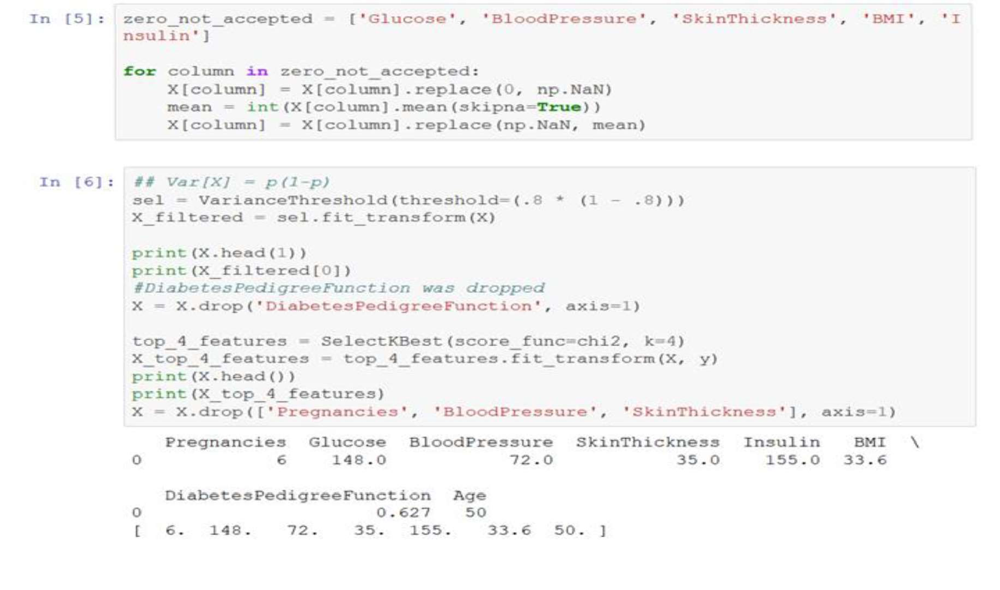 In [5]: zero_not_accepted = ['Glucose', 'BloodPressure', 'SkinThickness', 'BMI', 'I
nsulin']
for column in zero_not_accepted:
    X[column] = X[column].replace(0, np.NaN)
    mean = int(X[column].mean(skipna=True))
    X[column] = X[column].replace(np.NaN, mean)
In [6]: ## Var[X] = p(1-p)
sel = VarianceThreshold(threshold=(.8 * (1 - .8)))
X_filtered = sel.fit_transform(X)
print(X.head(1))
print(X_filtered[0])
#DiabetesPedigreeFunction was dropped
X = X.drop('DiabetesPedigreeFunction', axis=1)
top_4_features = SelectKBest(score_func=chi2, k=4)
X_top_4_features = top_4_features.fit_transform(X, y)
print(X.head())
print(X_top_4_features)
X = X.drop(['Pregnancies', 'BloodPressure', 'SkinThickness'], axis=1)
   Pregnancies  Glucose  BloodPressure  SkinThickness  Insulin   BMI  \
0            6    148.0           72.0           35.0    155.0  33.6
   DiabetesPedigreeFunction  Age
0                     0.627   50
[  6.  148.   72.   35.  155.   33.6  50. ]